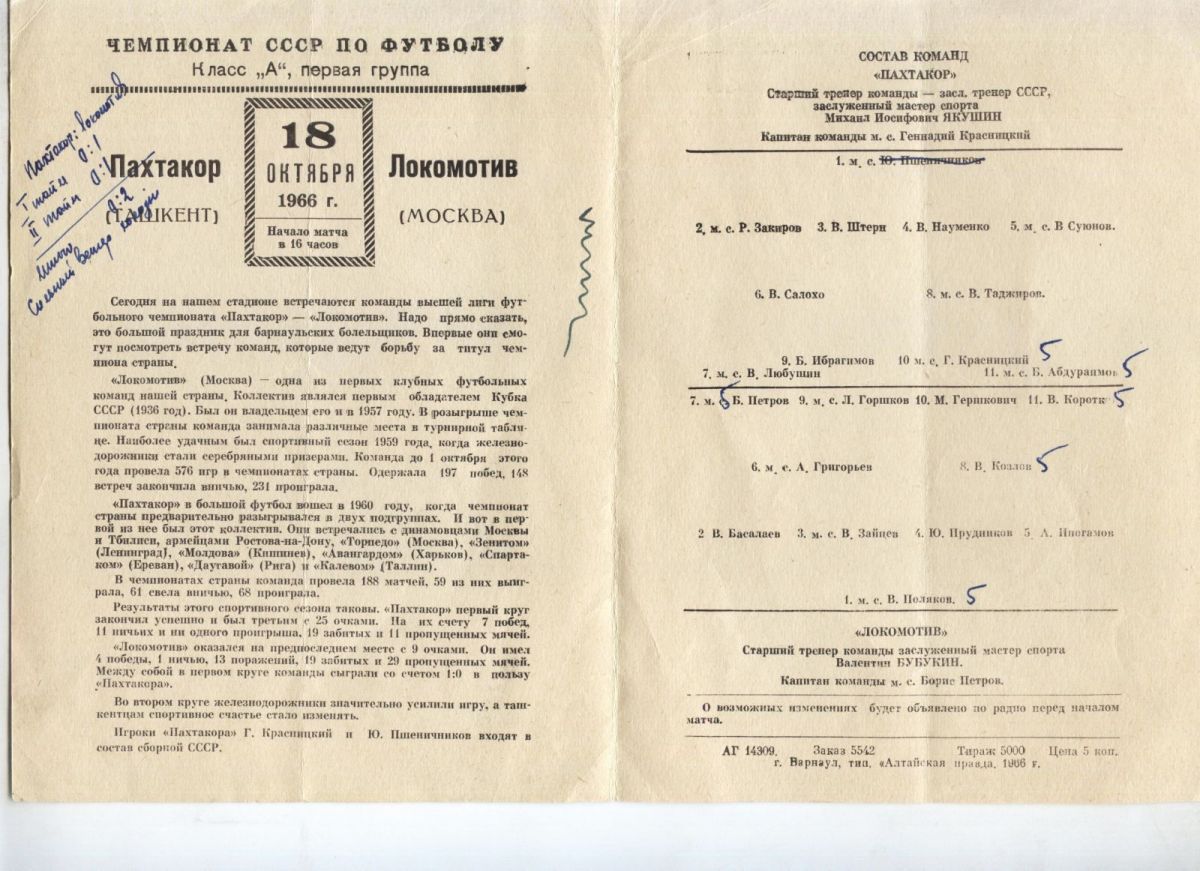 ЧЕМПИОНАТ СССР ПО ФУТБОЛУ
Класс „А“, первая группа
Пахтакор: Локомотив
I тайм 0:1
II тайм 0:1
0:2
Сильный ветер
Пахтакор
(ТАШКЕНТ)
18
ОКТЯБРЯ
1966 г.
Начало матча
в 16 часов
Локомотив
(МОСКВА)
Сегодня на нашем стадионе встречаются команды высшей лиги фут-
больного чемпионата «Пахтакор» — «Локомотив». Надо прямо сказать,
это большой праздник для барнаульских болельщиков. Впервые они смо-
гут посмотреть встречу команд, которые ведут борьбу за титул чем-
пиона страны.
«Локомотив» (Москва) — одна из первых клубных футбольных
команд нашей страны. Коллектив являлся первым обладателем Кубка
СССР (1936 год). Был он владельцем его и в 1957 году. В розыгрыше чем-
пионата страны команда занимала различные места в турнирной табли-
це. Наиболее удачным был спортивный сезон 1959 года, когда железно-
дорожники стали серебряными призерами. Команда до 1 октября этого
года провела 576 игр в чемпионатах страны. Одержала 197 побед, 148
встреч закончила вничью, 231 проиграла.
«Пахтакор» в большой футбол вошел в 1960 году, когда чемпионат
страны предварительно разыгрывался в двух подгруппах. И вот в пер-
вой из нее был этот коллектив. Они встречались с динамовцами Москвы
и Тбилиси, армейцами Ростова-на-Дону, «Торпедо» (Москва), «Зенитом»
(Ленинград), «Молдова» (Кишинев), «Авангардом» (Харьков), «Спарта-
ком» (Ереван), «Даугавой» (Рига) и «Калевом» (Таллин).
В чемпионатах страны команда провела 188 матчей, 59 из них выиг-
рала, 61 свела вничью, 68 проиграла.
Результаты этого спортивного сезона таковы. «Пахтакор» первый круг
закончил успешно и был третьим с 25 очками. На их счету 7 побед,
11 ничьих и ни одного проигрыша, 19 забитых и 11 пропущенных мячей.
«Локомотив» оказался на предпоследнем месте с 9 очками. Он имел
4 победы, 1 ничью, 13 поражений, 19 забитых и 29 пропущенных мячей.
Между собой в первом круге команды сыграли со счетом 1:0 в пользу
«Пахтакора».
Во втором круге железнодорожники значительно усилили игру, а таш-
кентцам спортивное счастье стало изменять.
Игроки «Пахтакора» Г. Красницкий и Ю. Пшеничников входят в
состав сборной СССР.
СОСТАВ КОМАНД
«ПАХТАКОР»
Старший тренер команды — засл. тренер СССР,
заслуженный мастер спорта
Михаил Иосифович ЯКУШИН
Капитан команды м. с. Геннадий Красницкий
1. м. с. Ю. Пшеничников
2. м. с. Р. Закиров 3. В. Штерн 4. В. Науменко 5. м. с. В Суюнов.
6. В. Салохо 8. м. с. В. Таджиров.
9. Б. Ибрагимов 10 м. с. Г. Красницкий 5
7. м. с. В. Любушин 11. м. с. Б. Абдураимов 5
7. м. 5 Б. Петров 9. м. с. Л. Горшков 10. М. Гершкович 11. В. Коротк 5
6. м. с. А. Григорьев 8. В. Козлов 5
2 В. Басалаев 3. м. с. В. Зайцев 4. Ю. Прудников 5. А. Иногамов
1. м. с. В. Поляков. 5
«ЛОКОМОТИВ»
Старший тренер команды заслуженный мастер спорта
Валентин БУБУКИН.
Капитан команды м. с. Борис Петров.
О возможных изменениях будет объявлено по радио перед началом
матча.
АГ 14309. Заказ 5542 Тираж 5000 Цена 5 коп.
г. Барнаул, тип. «Алтайская правда, 1966 г.